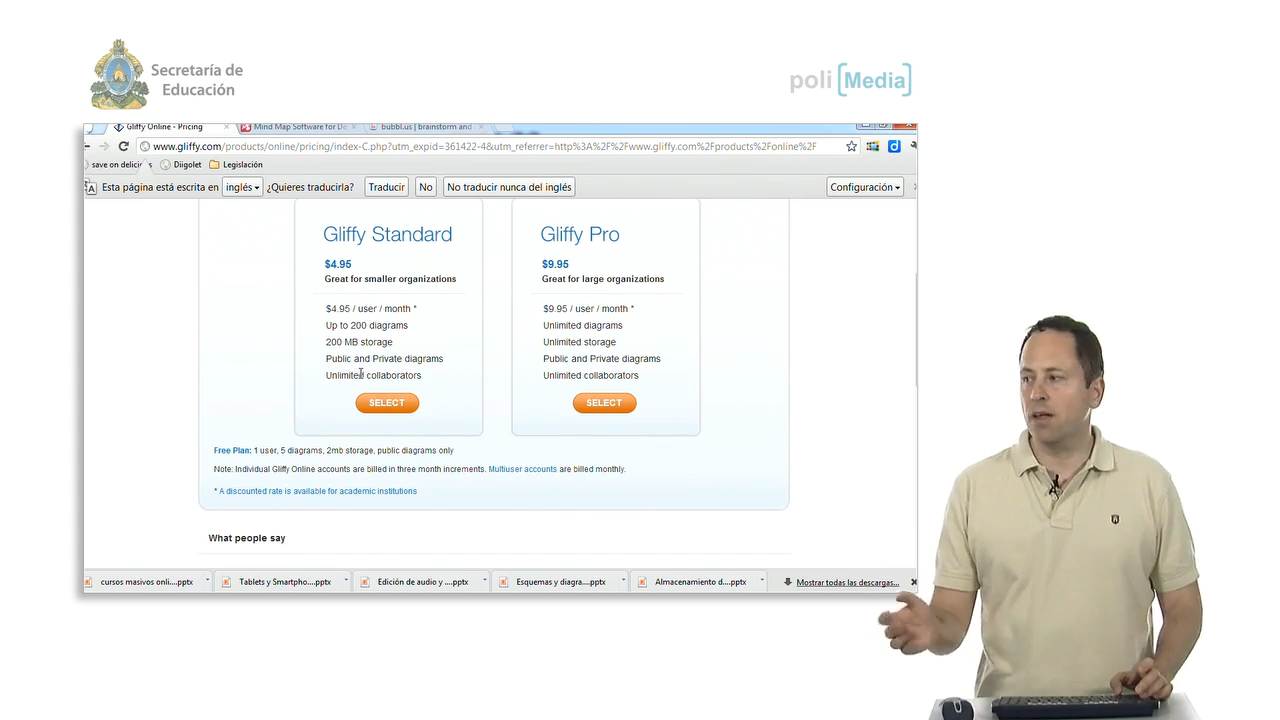 Secretaría de
Educación
poli [Media]
Gliffy Online - Pricing
Mind Map Software for De
bubbl.us | brainstorm and
www.gliffy.com/products/online/pricing/index-C.php?utm_expid=361422-4&utm_referrer=http%3A%2F%2Fwww.gliffy.com%2Fproducts%2Fonline%2F
save on delicio
Diigolet
Legislación
Esta página está escrita en inglés ¿Quieres traducirla? Traducir No No traducir nunca del inglés Configuración
Gliffy Standard
$4.95
Great for smaller organizations
$4.95 / user / month *
Up to 200 diagrams
200 MB storage
Public and Private diagrams
Unlimited collaborators
SELECT
Gliffy Pro
$9.95
Great for large organizations
$9.95 / user / month *
Unlimited diagrams
Unlimited storage
Public and Private diagrams
Unlimited collaborators
SELECT
Free Plan: 1 user, 5 diagrams, 2mb storage, public diagrams only
Note: Individual Gliffy Online accounts are billed in three month increments. Multiuser accounts are billed monthly.
* A discounted rate is available for academic institutions
What people say
cursos masivos onli....pptx
Tablets y Smartpho....pptx
Edición de audio y ....pptx
Esquemas y diagra....pptx
Almacenamiento d....pptx
Mostrar todas las descargas...